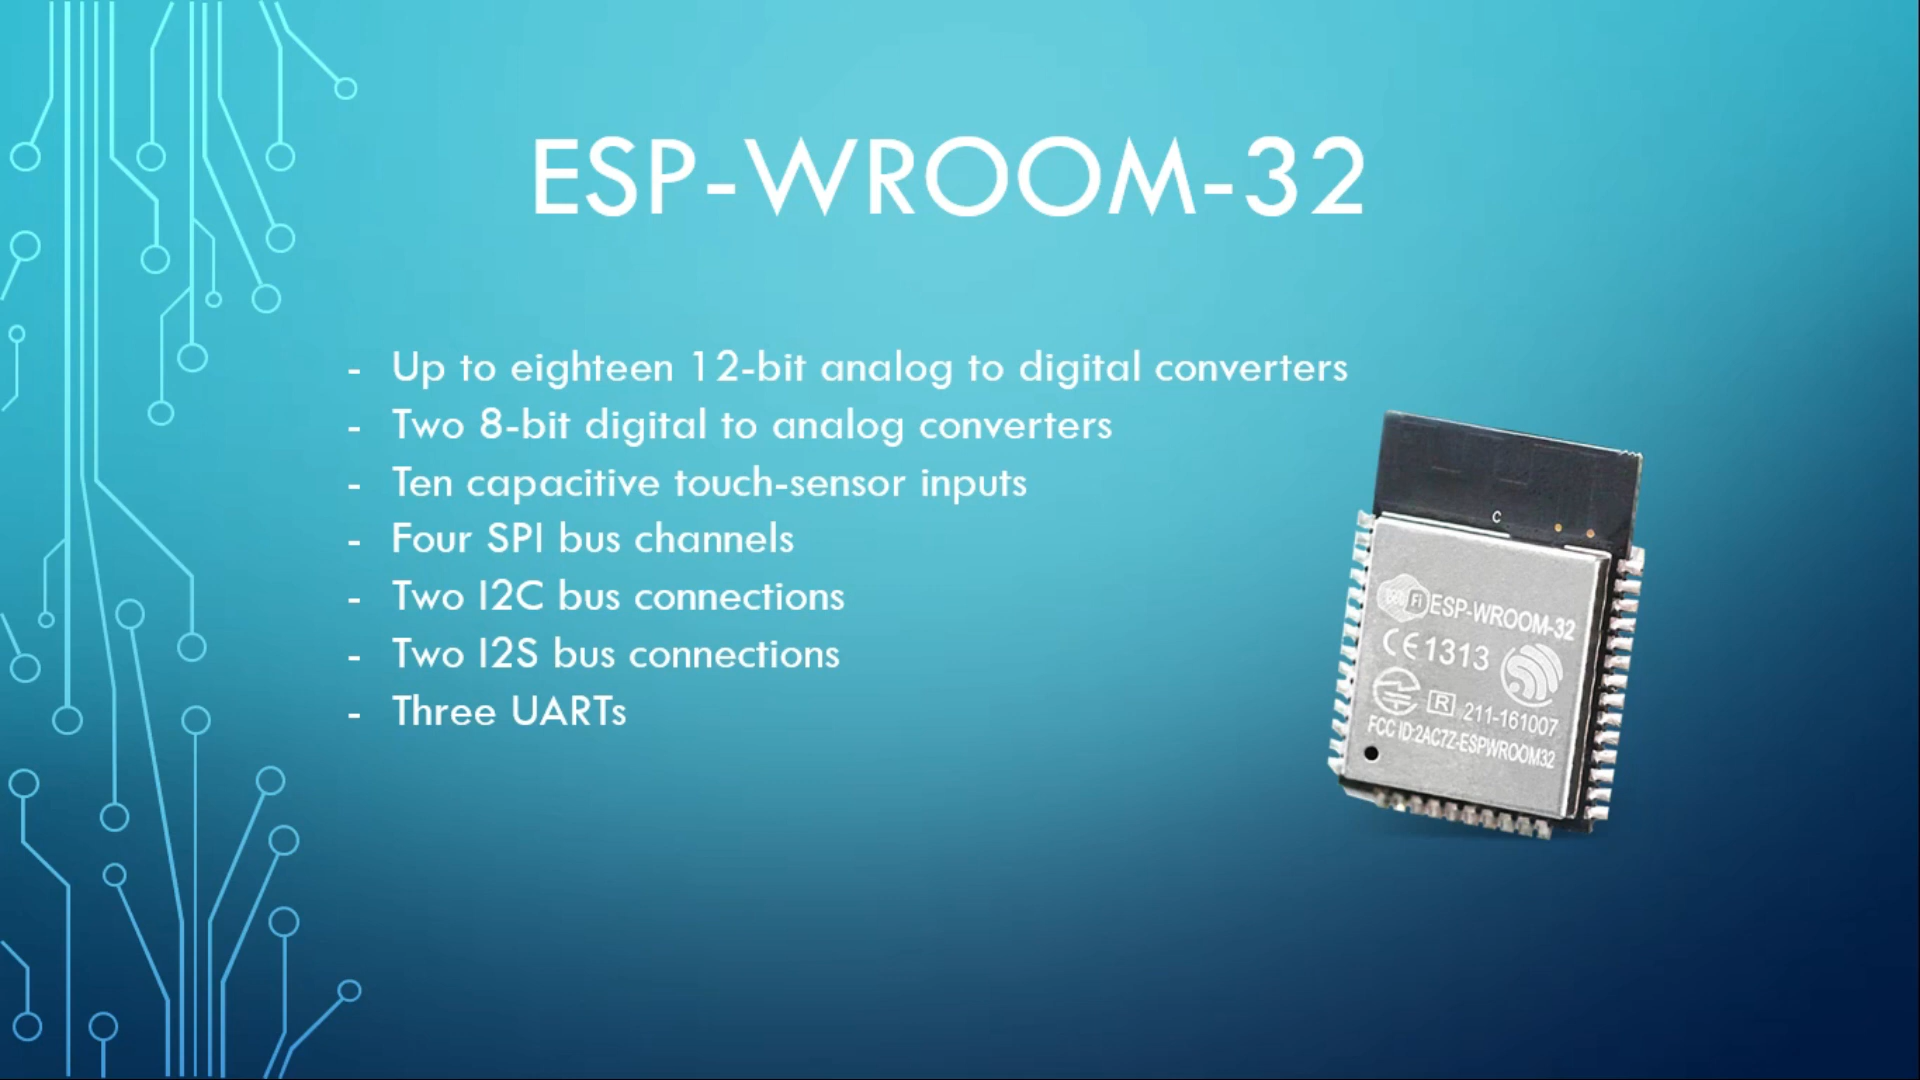 ESP-WROOM-32
- Up to eighteen 12-bit analog to digital converters
- Two 8-bit digital to analog converters
- Ten capacitive touch-sensor inputs
- Four SPI bus channels
- Two I2C bus connections
- Two I2S bus connections
- Three UARTs
C
Fi ESP-WROOM-32
CE1313
R 211-161007
FCC ID:2AC7Z-ESPWROOM32